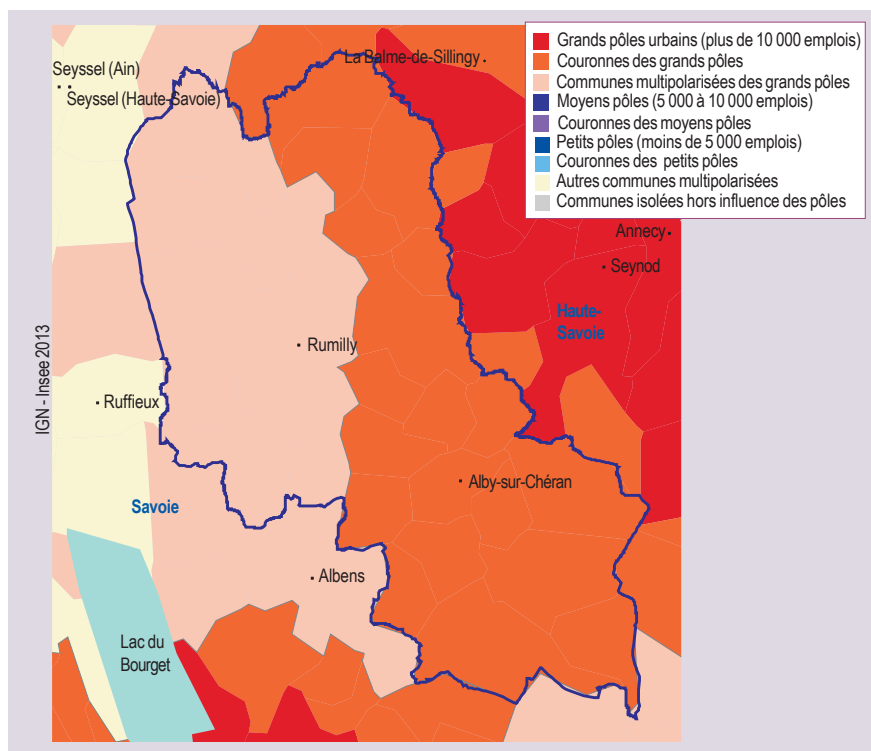 Grands pôles urbains (plus de 10 000 emplois)
Couronnes des grands pôles
Communes multipolarisées des grands pôles
Moyens pôles (5 000 à 10 000 emplois)
Couronnes des moyens pôles
Petits pôles (moins de 5 000 emplois)
Couronnes des petits pôles
Autres communes multipolarisées
Communes isolées hors influence des pôles
La Balme-de-Sillingy
Seyssel (Ain)
Seyssel (Haute-Savoie)
Annecy
Seynod
Haute-
Savoie
Rumilly
Ruffieux
IGN - Insee 2013
Alby-sur-Chéran
Savoie
Albens
Lac du
Bourget